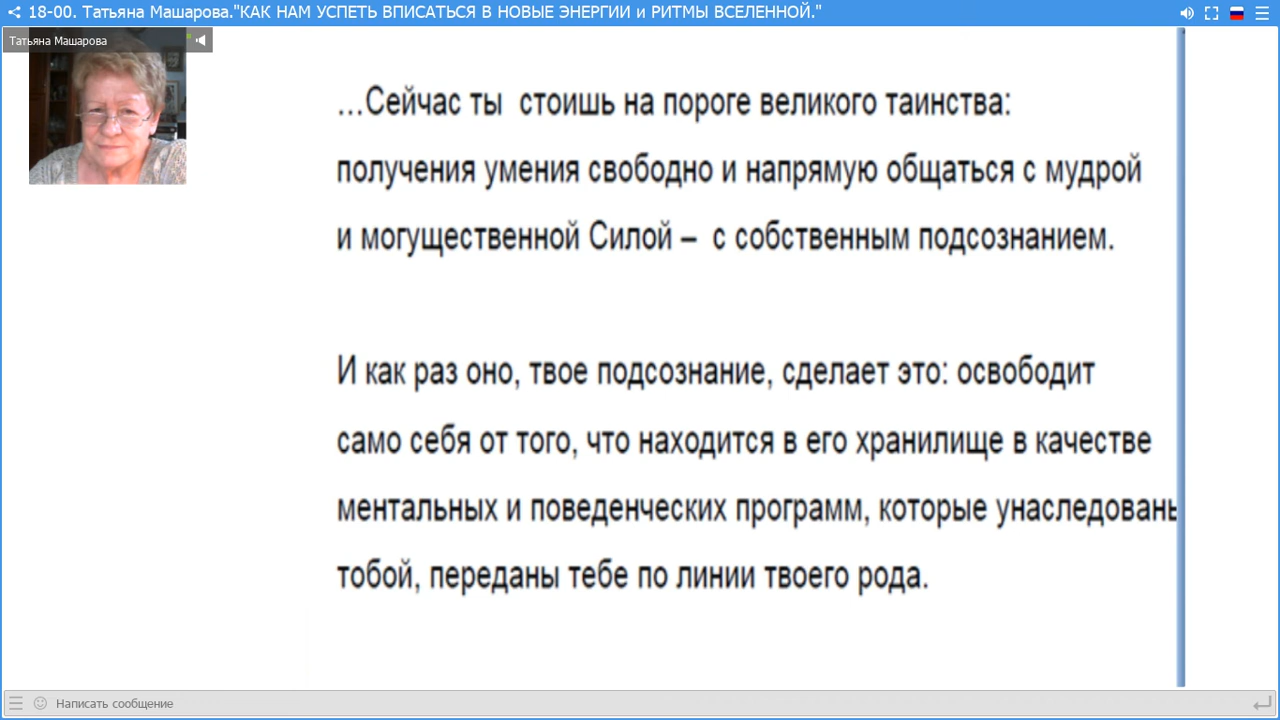 18-00. Татьяна Машарова."КАК НАМ УСПЕТЬ ВПИСАТЬСЯ В НОВЫЕ ЭНЕРГИИ и РИТМЫ ВСЕЛЕННОЙ."
Татьяна Машарова
…Сейчас ты стоишь на пороге великого таинства:
получения умения свободно и напрямую общаться с мудрой
и могущественной Силой – с собственным подсознанием.
И как раз оно, твое подсознание, сделает это: освободит
само себя от того, что находится в его хранилище в качестве
ментальных и поведенческих программ, которые унаследованы
тобой, переданы тебе по линии твоего рода.
Написать сообщение